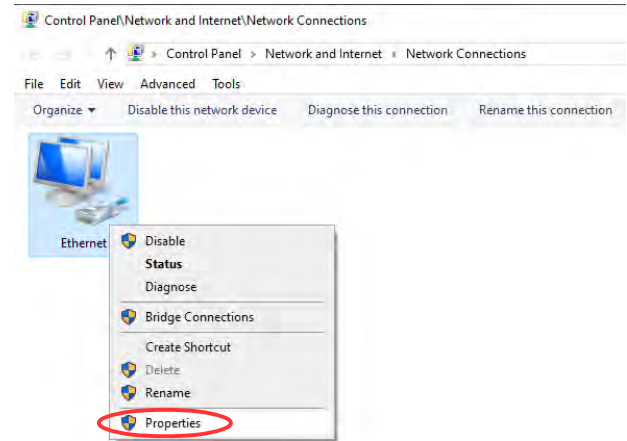 Control Panel\Network and Internet\Network Connections
Control Panel > Network and Internet > Network Connections
File Edit View Advanced Tools
Organize Disable this network device Diagnose this connection Rename this connection
Ethernet
Disable
Status
Diagnose
Bridge Connections
Create Shortcut
Delete
Rename
Properties